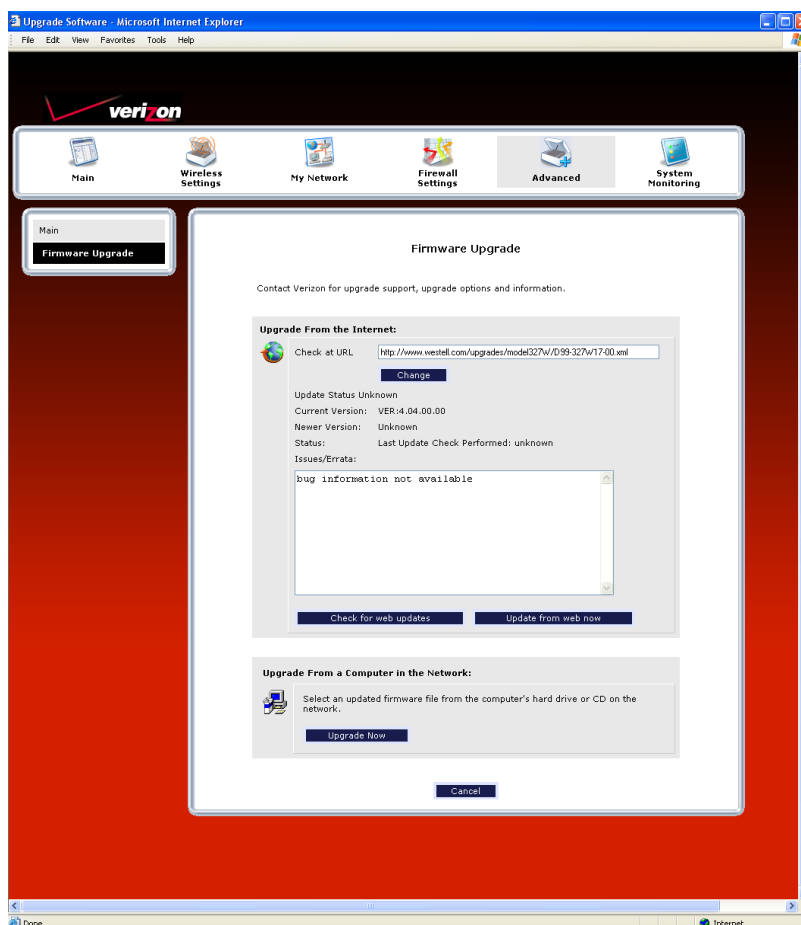 Upgrade Software - Microsoft Internet Explorer
File Edit View Favorites Tools Help
verizon
Main
Wireless Settings
My Network
Firewall Settings
Advanced
System Monitoring
Main
Firmware Upgrade
Firmware Upgrade
Contact Verizon for upgrade support, upgrade options and information.
Upgrade From the Internet:
Check at URL http://www.westell.com/upgrades/model327W/D99-327W17-00.xml
Change
Update Status Unknown
Current Version: VER:4.04.00.00
Newer Version: Unknown
Status: Last Update Check Performed: unknown
Issues/Errata:
bug information not available
Check for web updates Update from web now
Upgrade From a Computer in the Network:
Select an updated firmware file from the computer's hard drive or CD on the
network.
Upgrade Now
Cancel
Done Internet